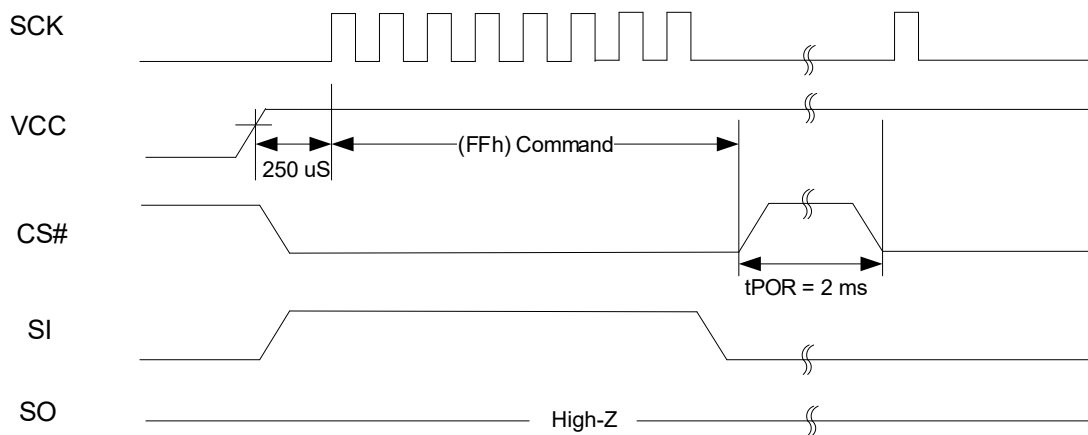 SCK
VCC
(FFh) Command
250 uS
CS#
tPOR = 2 ms
SI
SO
High-Z